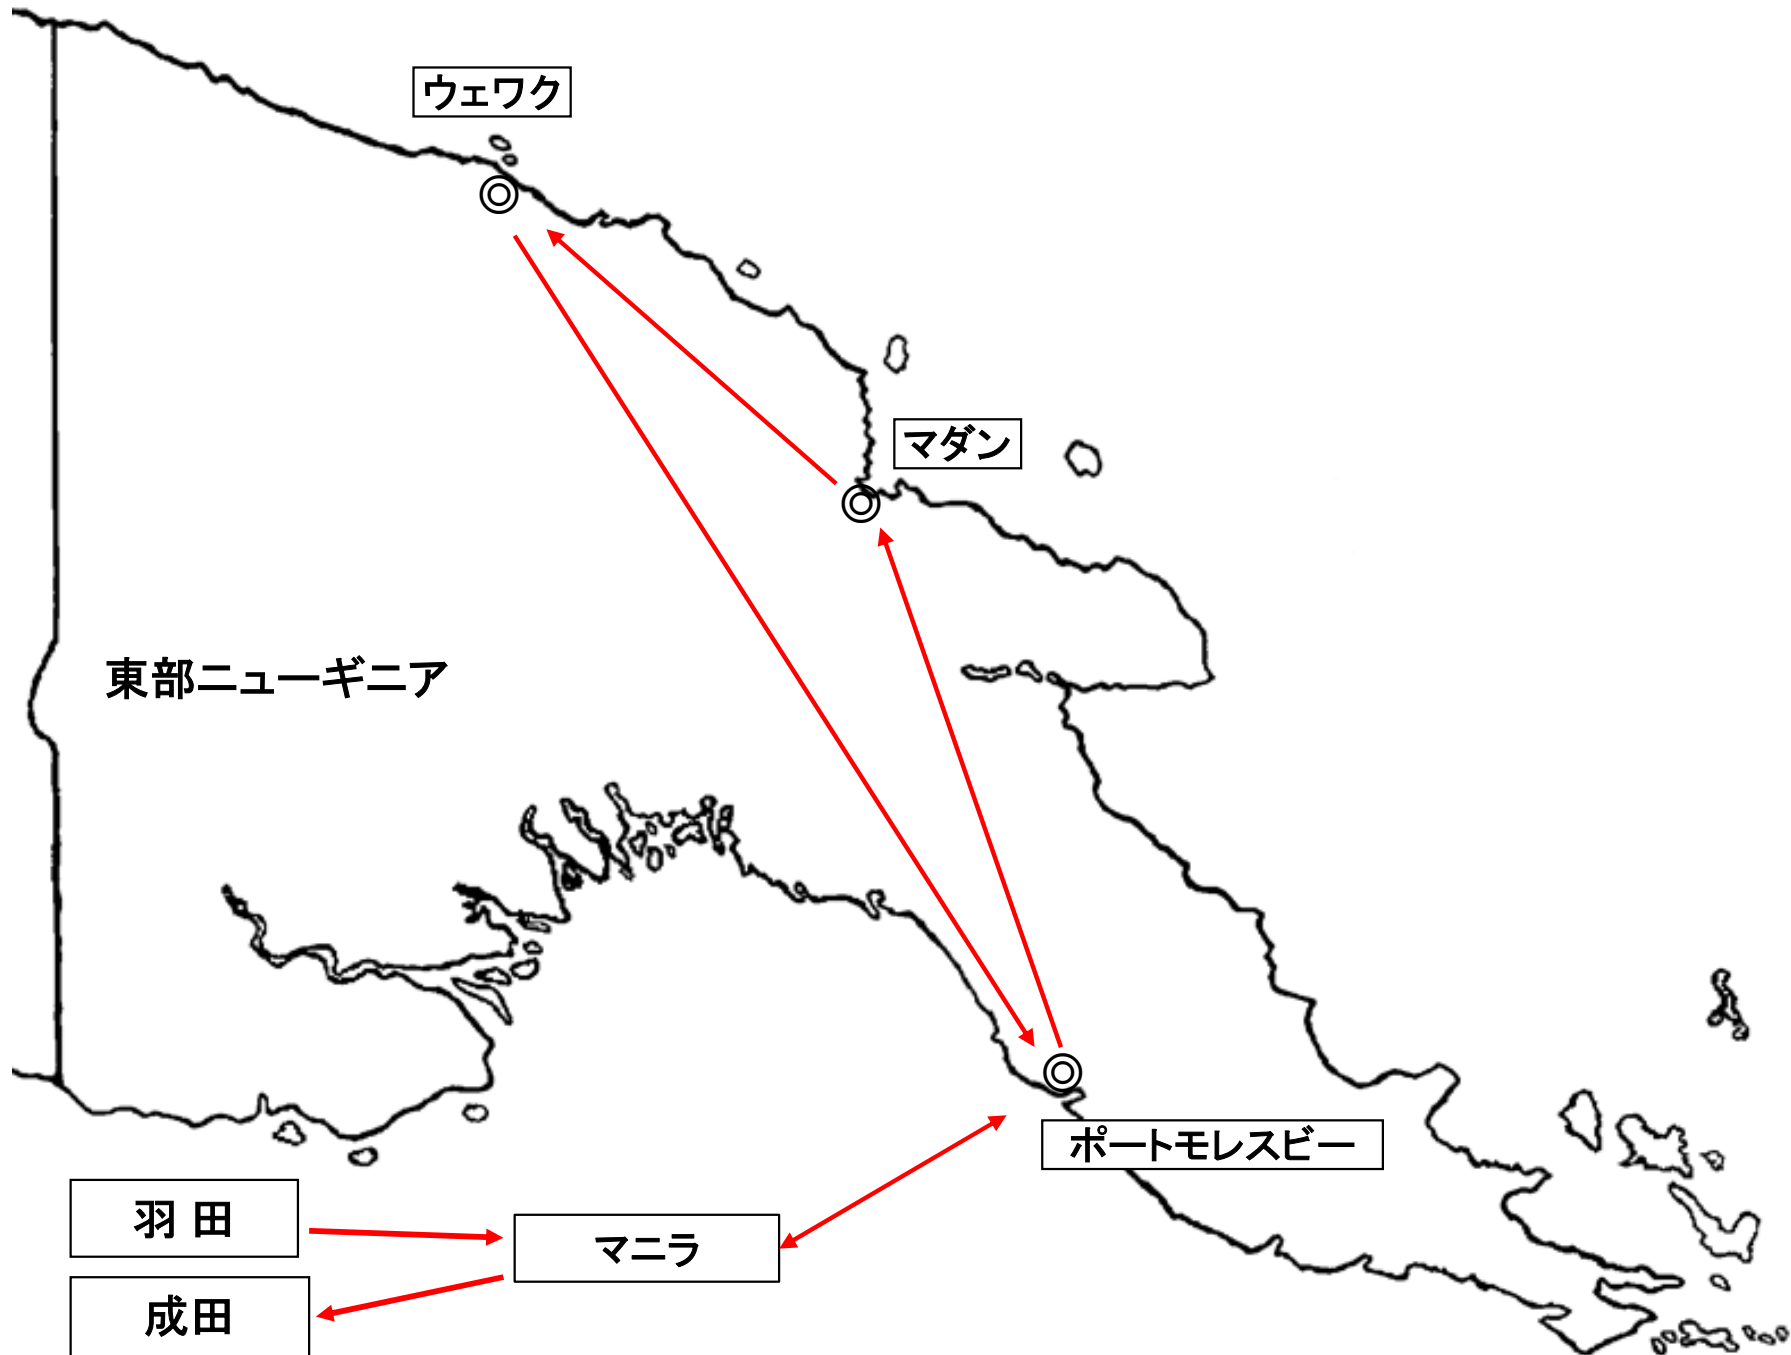 ウェワク
マダン
東部ニューギニア
ポートモレスビー
羽 田
マニラ
成田